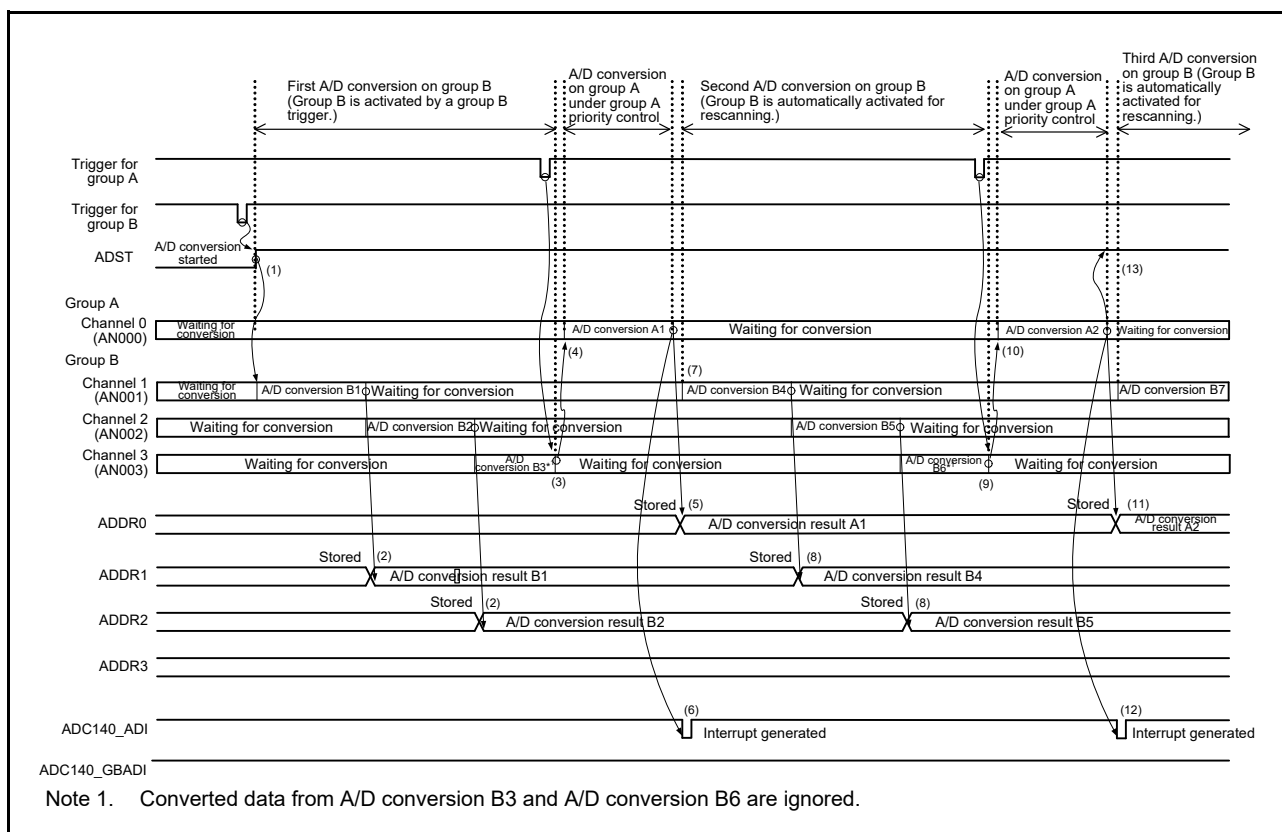 First A/D conversion on group B
(Group B is activated by a group B
trigger.)
A/D conversion
on group A
under group A
priority control
Second A/D conversion on group B
(Group B is automatically activated for
rescanning.)
A/D conversion
on group A
under group A
priority control
Third A/D conversion
on group B (Group B
is automatically
activated for
rescanning.)
Trigger for
group A
Trigger for
group B
ADST
A/D conversion
started
(1)
(13)
Group A
Channel 0
(AN000)
Waiting for
conversion
A/D conversion A1
Waiting for conversion
A/D conversion A2
Waiting for conversion
(4)
(10)
Group B
Channel 1
(AN001)
Waiting for
conversion
A/D conversion B1
Waiting for conversion
(7)
A/D conversion B4
Waiting for conversion
A/D conversion B7
Channel 2
(AN002)
Waiting for conversion
A/D conversion B2
Waiting for conversion
A/D conversion B5
Waiting for conversion
Channel 3
(AN003)
Waiting for conversion
A/D
conversion B3*
Waiting for conversion
A/D conversion
B6*1
Waiting for conversion
(3)
(9)
ADDR0
Stored
(5)
A/D conversion result A1
Stored
(11)
A/D conversion
result A2
ADDR1
Stored
(2)
A/D conversion result B1
Stored
(8)
A/D conversion result B4
ADDR2
Stored
(2)
A/D conversion result B2
Stored
(8)
A/D conversion result B5
ADDR3
ADC140_ADI
(6)
Interrupt generated
(12)
Interrupt generated
ADC140_GBADI
Note 1. Converted data from A/D conversion B3 and A/D conversion B6 are ignored.